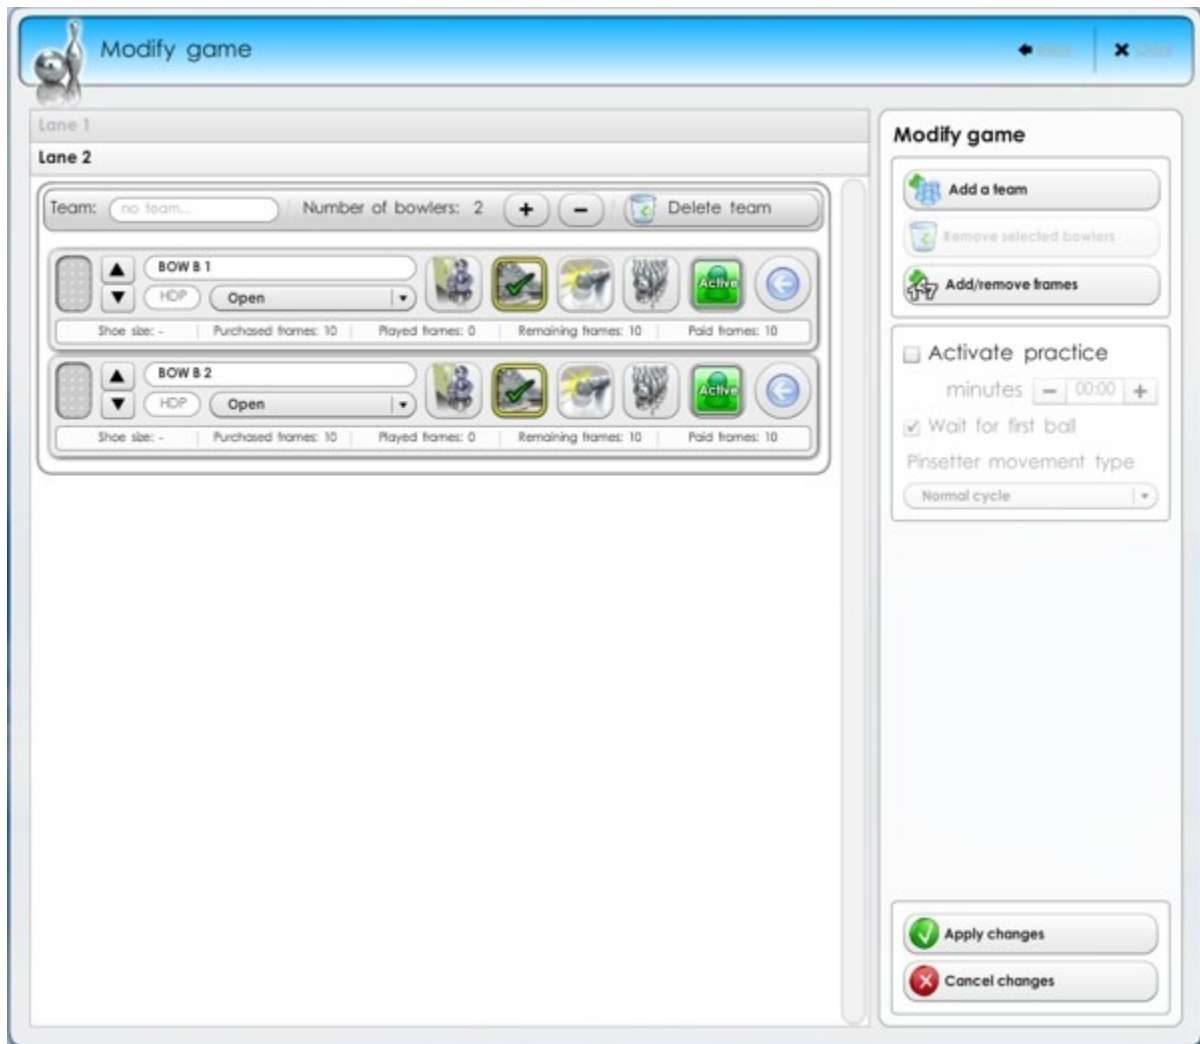 Modify game
Lane 1
Lane 2
Team: no team... Number of bowlers: 2 + − Delete team
BOW B 1
HDP Open Active
Shoe size: - Purchased frames: 10 Played frames: 0 Remaining frames: 10 Paid frames: 10
BOW B 2
HDP Open Active
Shoe size: - Purchased frames: 10 Played frames: 0 Remaining frames: 10 Paid frames: 10
Modify game
Add a team
Remove selected bowlers
Add/remove frames
Activate practice
minutes − 00:00 +
Wait for first ball
Pinsetter movement type
Normal cycle
Apply changes
Cancel changes